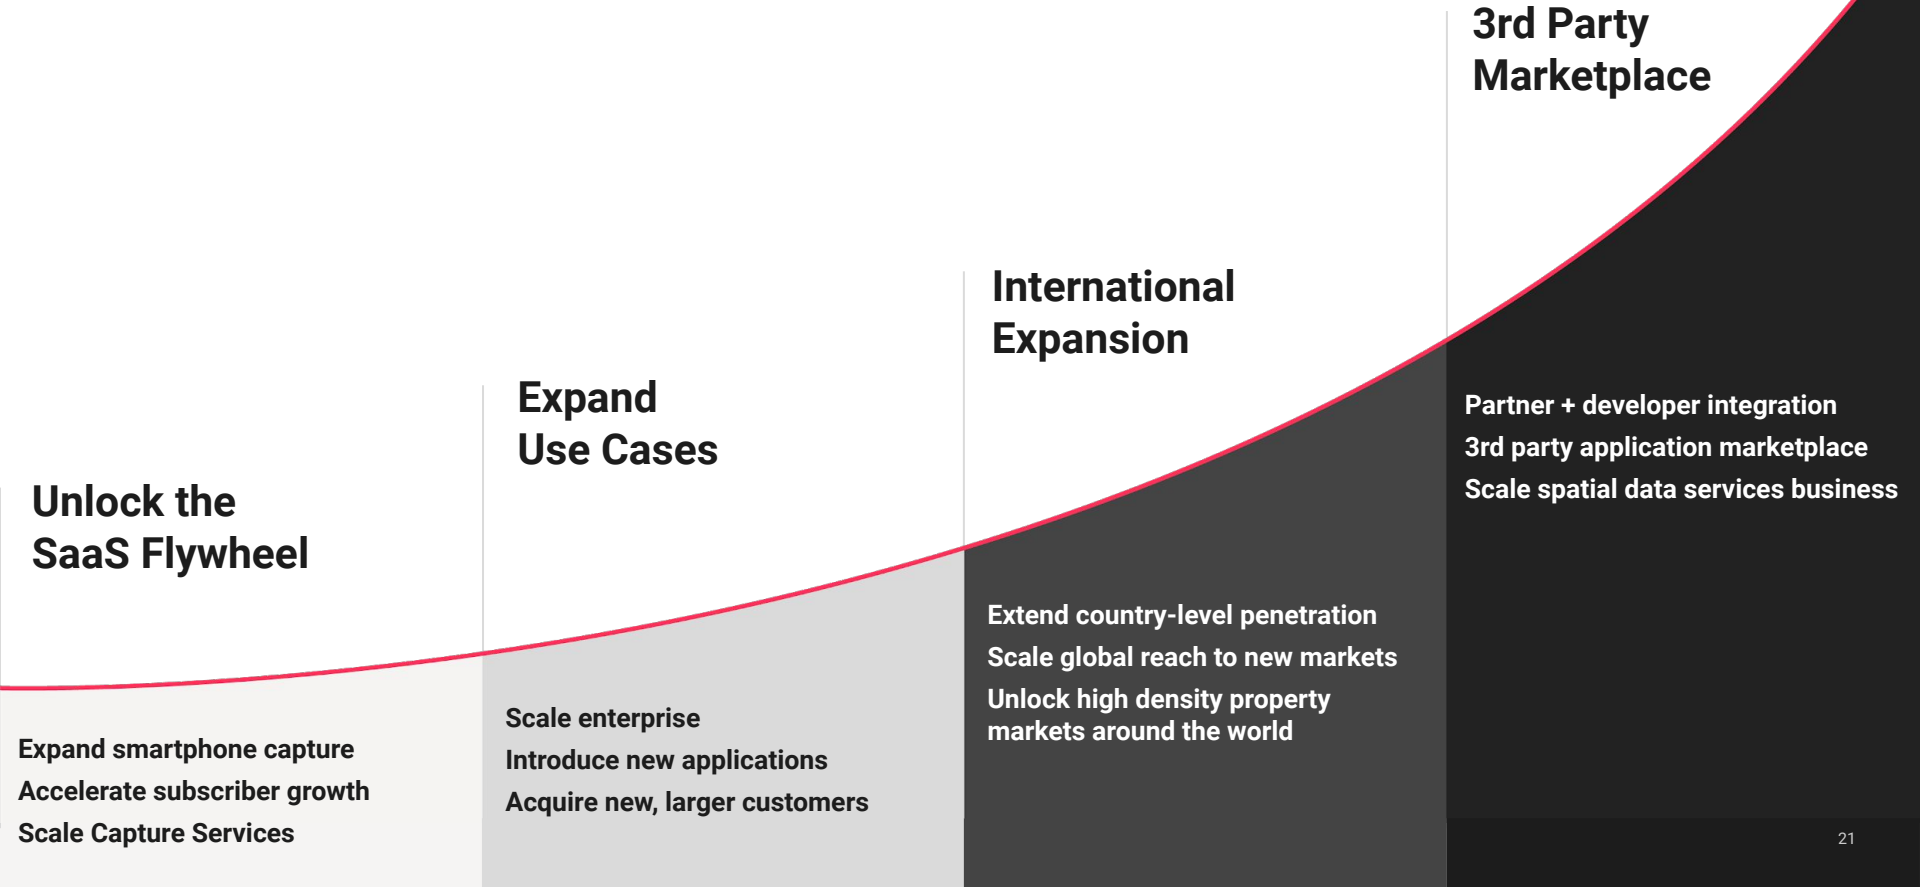 Unlock the
SaaS Flywheel
Expand smartphone capture
Accelerate subscriber growth
Scale Capture Services
Expand
Use Cases
Scale enterprise
Introduce new applications
Acquire new, larger customers
International
Expansion
Extend country-level penetration
Scale global reach to new markets
Unlock high density property
markets around the world
3rd Party
Marketplace
Partner + developer integration
3rd party application marketplace
Scale spatial data services business
21